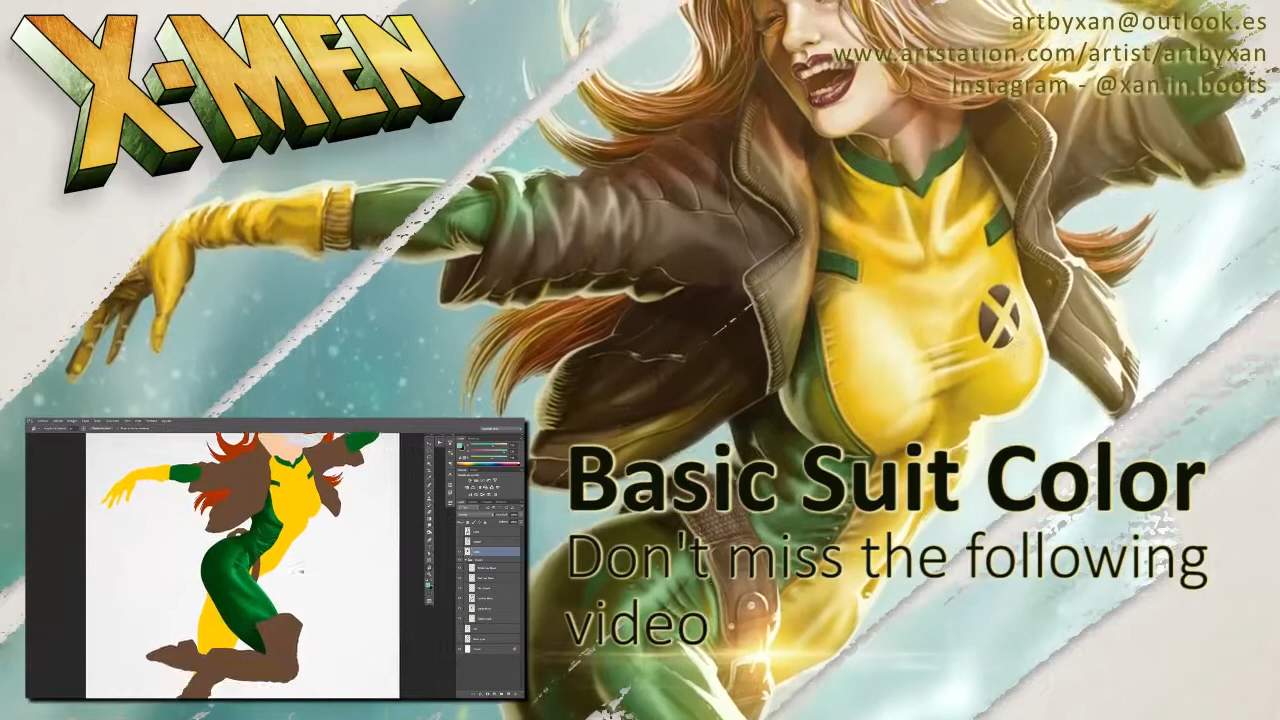 X-MEN
artbyxan@outlook.es
www.artstation.com/artist/artbyxan
Instagram - @xan.in.boots
Basic Suit Color
Don't miss the following
video